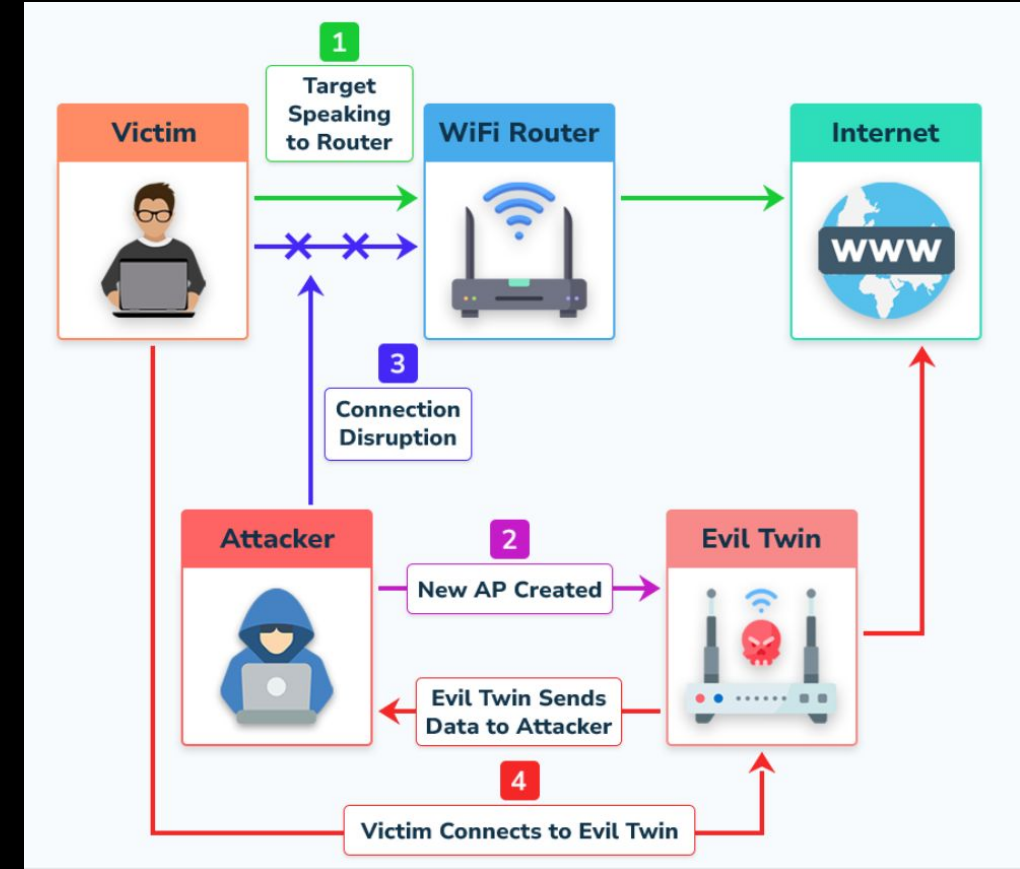 1
Target
Speaking
to Router
Victim
WiFi Router
Internet
WWW
3
Connection
Disruption
Attacker
2
New AP Created
Evil Twin
Evil Twin Sends
Data to Attacker
4
Victim Connects to Evil Twin